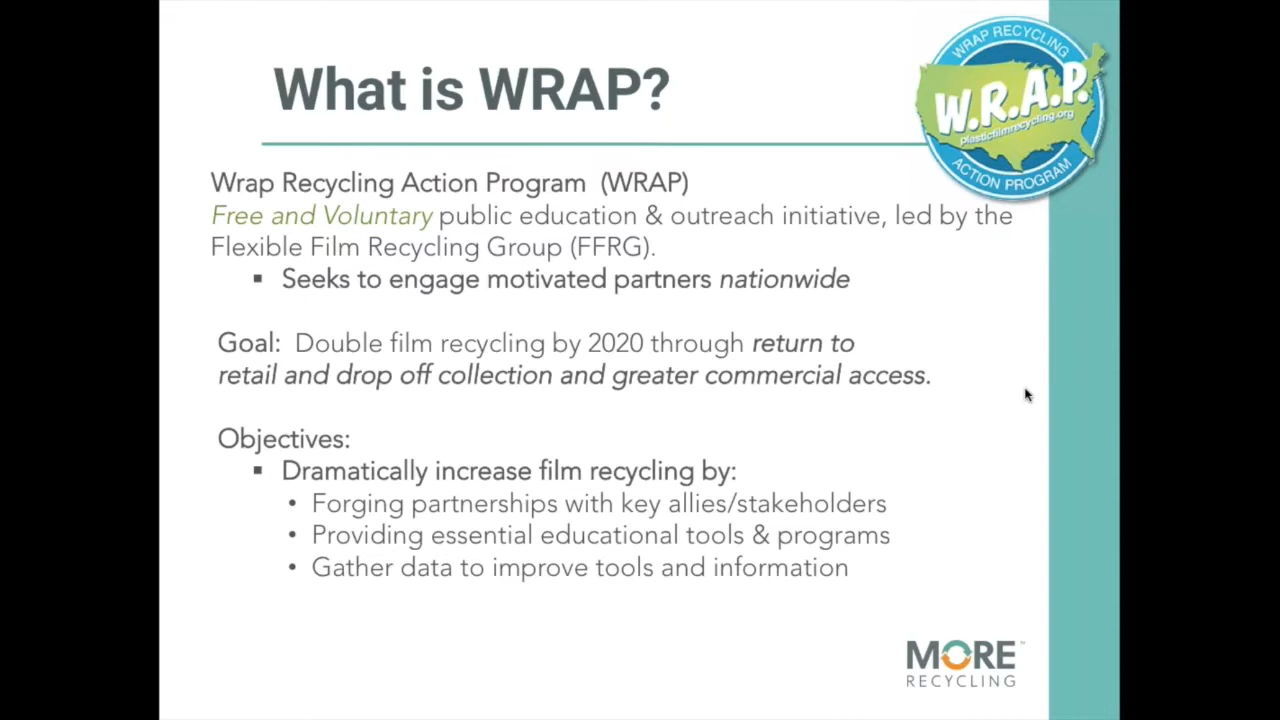 What is WRAP?
WRAP RECYCLING
W.R.A.P.
Plasticfilmrecycling.org
ACTION PROGRAM
Wrap Recycling Action Program (WRAP)
Free and Voluntary public education & outreach initiative, led by the
Flexible Film Recycling Group (FFRG).
▪ Seeks to engage motivated partners nationwide
Goal: Double film recycling by 2020 through return to
retail and drop off collection and greater commercial access.
Objectives:
▪ Dramatically increase film recycling by:
• Forging partnerships with key allies/stakeholders
• Providing essential educational tools & programs
• Gather data to improve tools and information
MORE™
RECYCLING